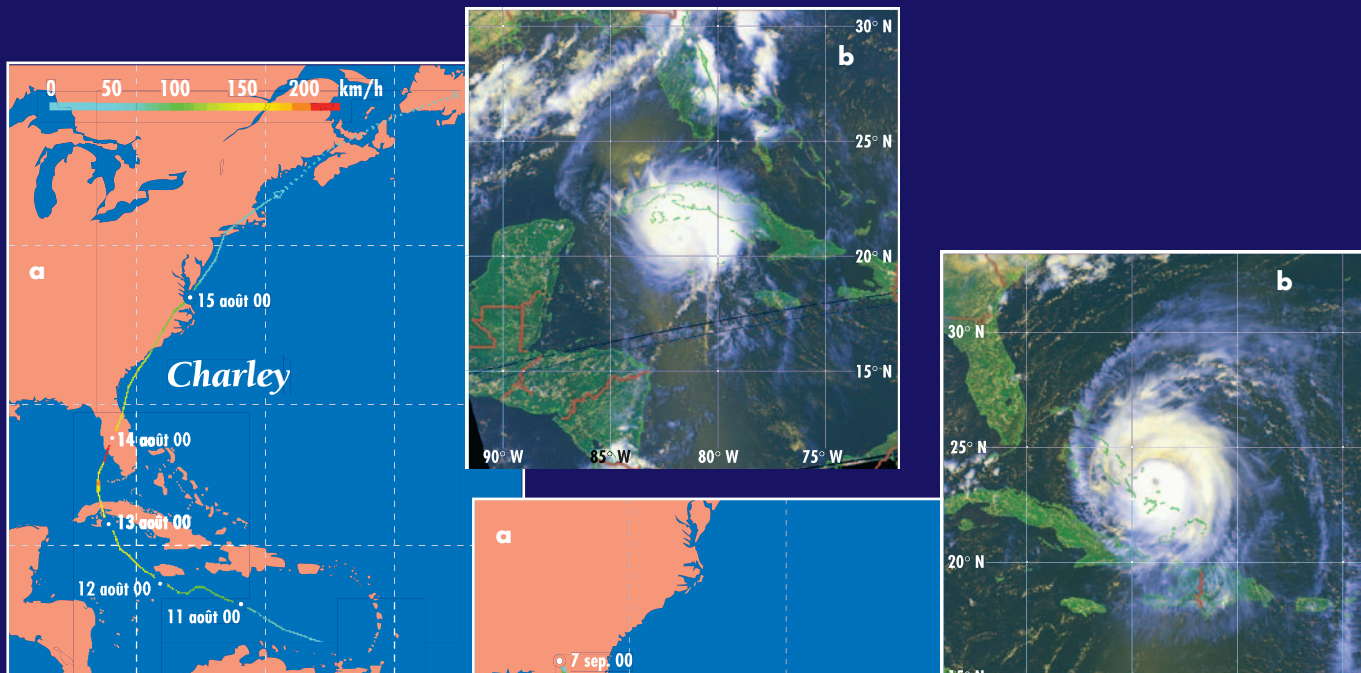 0 50 100 150 200 km/h
a
15 août 00
Charley
14 août 00
13 août 00
12 août 00
11 août 00
b
30° N
25° N
20° N
15° N
90° W 85° W 80° W 75° W
a
7 sep. 00
b
30° N
25° N
20° N
15° N